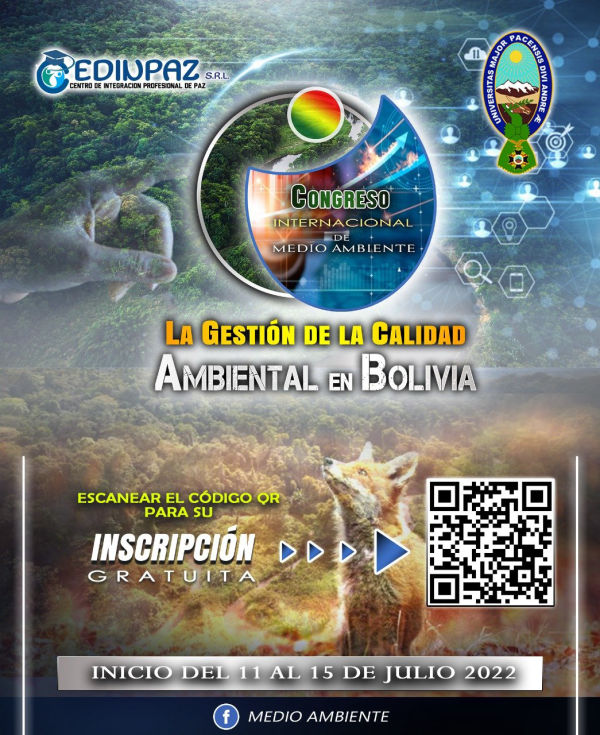 CEDINPAZ S.R.L.
CENTRO DE INTEGRACION PROFESIONAL DE PAZ
UNIVERSITAS MAJOR PACENSIS DIVI ANDRE Æ
CONGRESO
INTERNACIONAL
DE
MEDIO AMBIENTE
LA GESTIÓN DE LA CALIDAD
AMBIENTAL EN BOLIVIA
ESCANEAR EL CÓDIGO QR
PARA SU
INSCRIPCIÓN
GRATUITA
INICIO DEL 11 AL 15 DE JULIO 2022
f MEDIO AMBIENTE